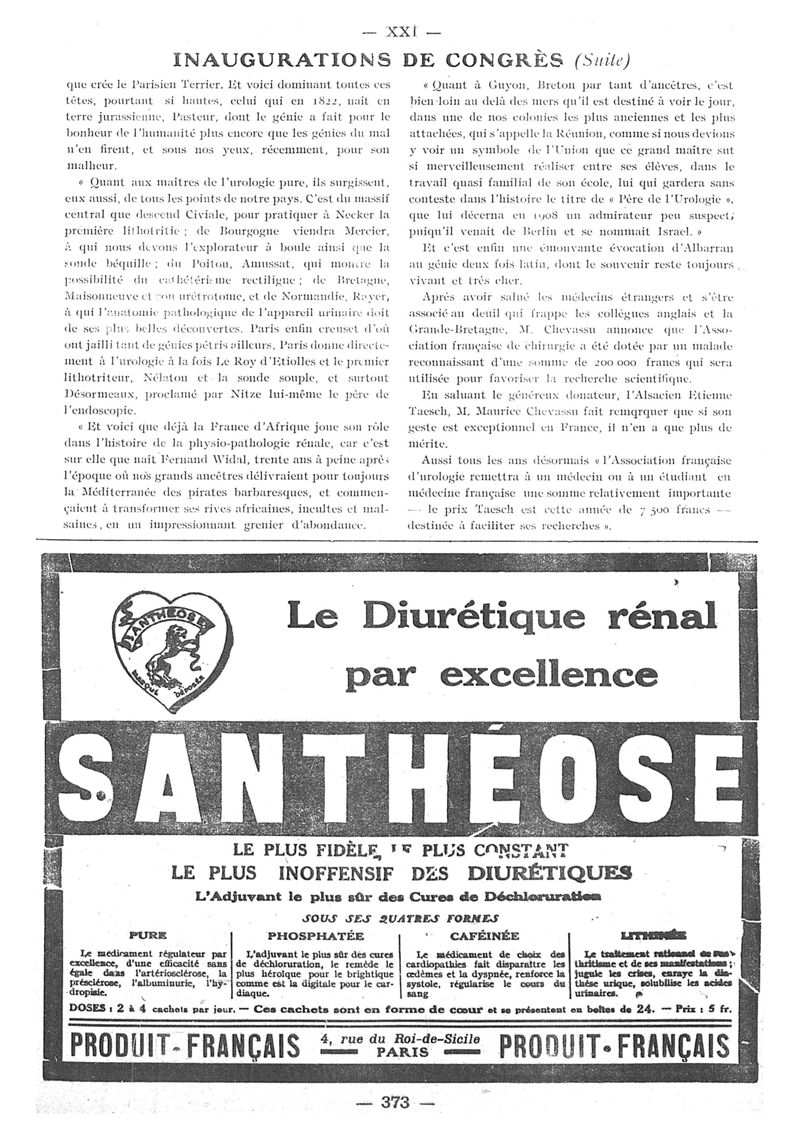 — XXI —
INAUGURATIONS DE CONGRÈS (Suite)
que crée le Parisien Terrier. Et voici dominant toutes ces
têtes, pourtant si hautes, celui qui en 1822, nait en
terre jurassienne, Pasteur, dont le génie a fait pour le
bonheur de l'humanité plus encore que les génies du mal
n'en firent, et sous nos yeux, récemment, pour son
malheur.
« Quant aux maîtres de l'urologie pure, ils surgissent,
eux aussi, de tous les points de notre pays. C'est du massif
central que descend Civiale, pour pratiquer à Necker la
première lithotritie ; de Bourgogne viendra Mercier,
à qui nous devons l'explorateur à boule ainsi que la
sonde béquille ; du Poitou, Amussat, qui montre la
possibilité du cathétérisme rectiligne ; de Bretagne,
Maisonneuve et son urétrotome, et de Normandie, Rayer,
à qui l'anatomie pathologique de l'appareil urinaire doit
de ses plus belles découvertes. Paris enfin creuset d'où
ont jailli tant de génies pétris ailleurs, Paris donne directe-
ment à l'urologie à la fois Le Roy d'Etiolles et le premier
lithotriteur, Nélaton et la sonde souple, et surtout
Désormeaux, proclamé par Nitze lui-même le père de
l'endoscopie.
« Et voici que déjà la France d'Afrique joue son rôle
dans l'histoire de la physio-pathologie rénale, car c'est
sur elle que nait Fernand Widal, trente ans à peine après
l'époque où nos grands ancêtres délivraient pour toujours
la Méditerranée des pirates barbaresques, et commen-
çaient à transformer ses rives africaines, incultes et mal-
saines, en un impressionnant grenier d'abondance.
« Quant à Guyon, Breton par tant d'ancêtres, c'est
bien loin au delà des mers qu'il est destiné à voir le jour,
dans une de nos colonies les plus anciennes et les plus
attachées, qui s'appelle la Réunion, comme si nous devions
y voir un symbole de l'Union que ce grand maître sut
si merveilleusement réaliser entre ses élèves, dans le
travail quasi familial de son école, lui qui gardera sans
conteste dans l'histoire le titre de « Père de l'Urologie »,
que lui décerna en 1908 un admirateur peu suspect,
puiqu'il venait de Berlin et se nommait Israel. »
Et c'est enfin une émouvante évocation d'Albarran
au génie deux fois latin, dont le souvenir reste toujours
vivant et très cher.
Après avoir salué les médecins étrangers et s'être
associé au deuil qui frappe les collègues anglais et la
Grande-Bretagne, M. Chevassu annonce que l'Asso-
ciation française de chirurgie a été dotée par un malade
reconnaissant d'une somme de 200 000 francs qui sera
utilisée pour favoriser la recherche scientifique.
En saluant le généreux donateur, l'Alsacien Etienne
Taesch, M. Maurice Chevassu fait remqrquer que si son
geste est exceptionnel en France, il n'en a que plus de
mérite.
Aussi tous les ans désormais « l'Association française
d'urologie remettra à un médecin ou à un étudiant en
médecine française une somme relativement importante
— le prix Taesch est cette année de 7 500 francs —
destinée à faciliter ses recherches ».
SANTHÉOSE
MARQUE DÉPOSÉE
Le Diurétique rénal
par excellence
SANTHÉOSE
LE PLUS FIDÈLE, LE PLUS CONSTANT
LE PLUS INOFFENSIF DES DIURÉTIQUES
L'Adjuvant le plus sûr des Cures de Déchloruration
SOUS SES QUATRES FORMES
PURE
Le médicament régulateur par
excellence, d'une efficacité sans
égale dans l'artériosclérose, la
présclérose, l'albuminurie, l'hy-
dropisie.
PHOSPHATÉE
L'adjuvant le plus sûr des cures
de déchloruration, le remède le
plus héroïque pour le brightique
comme est la digitale pour le car-
diaque.
CAFÉINÉE
Le médicament de choix des
cardiopathies fait disparaître les
œdèmes et la dyspnée, renforce la
systole, régularise le cours du
sang
LITHINÉE
Le traitement rationnel de l'ar-
thritisme et de ses manifestations ;
jugule les crises, enraye la dia-
thèse urique, solubilise les acides
urinaires.
DOSES : 2 à 4 cachets par jour. — Ces cachets sont en forme de cœur et se présentent en boîtes de 24. — Prix : 5 fr.
PRODUIT-FRANÇAIS — 4, rue du Roi-de-Sicile — PRODUIT-FRANÇAIS
PARIS
— 373 —